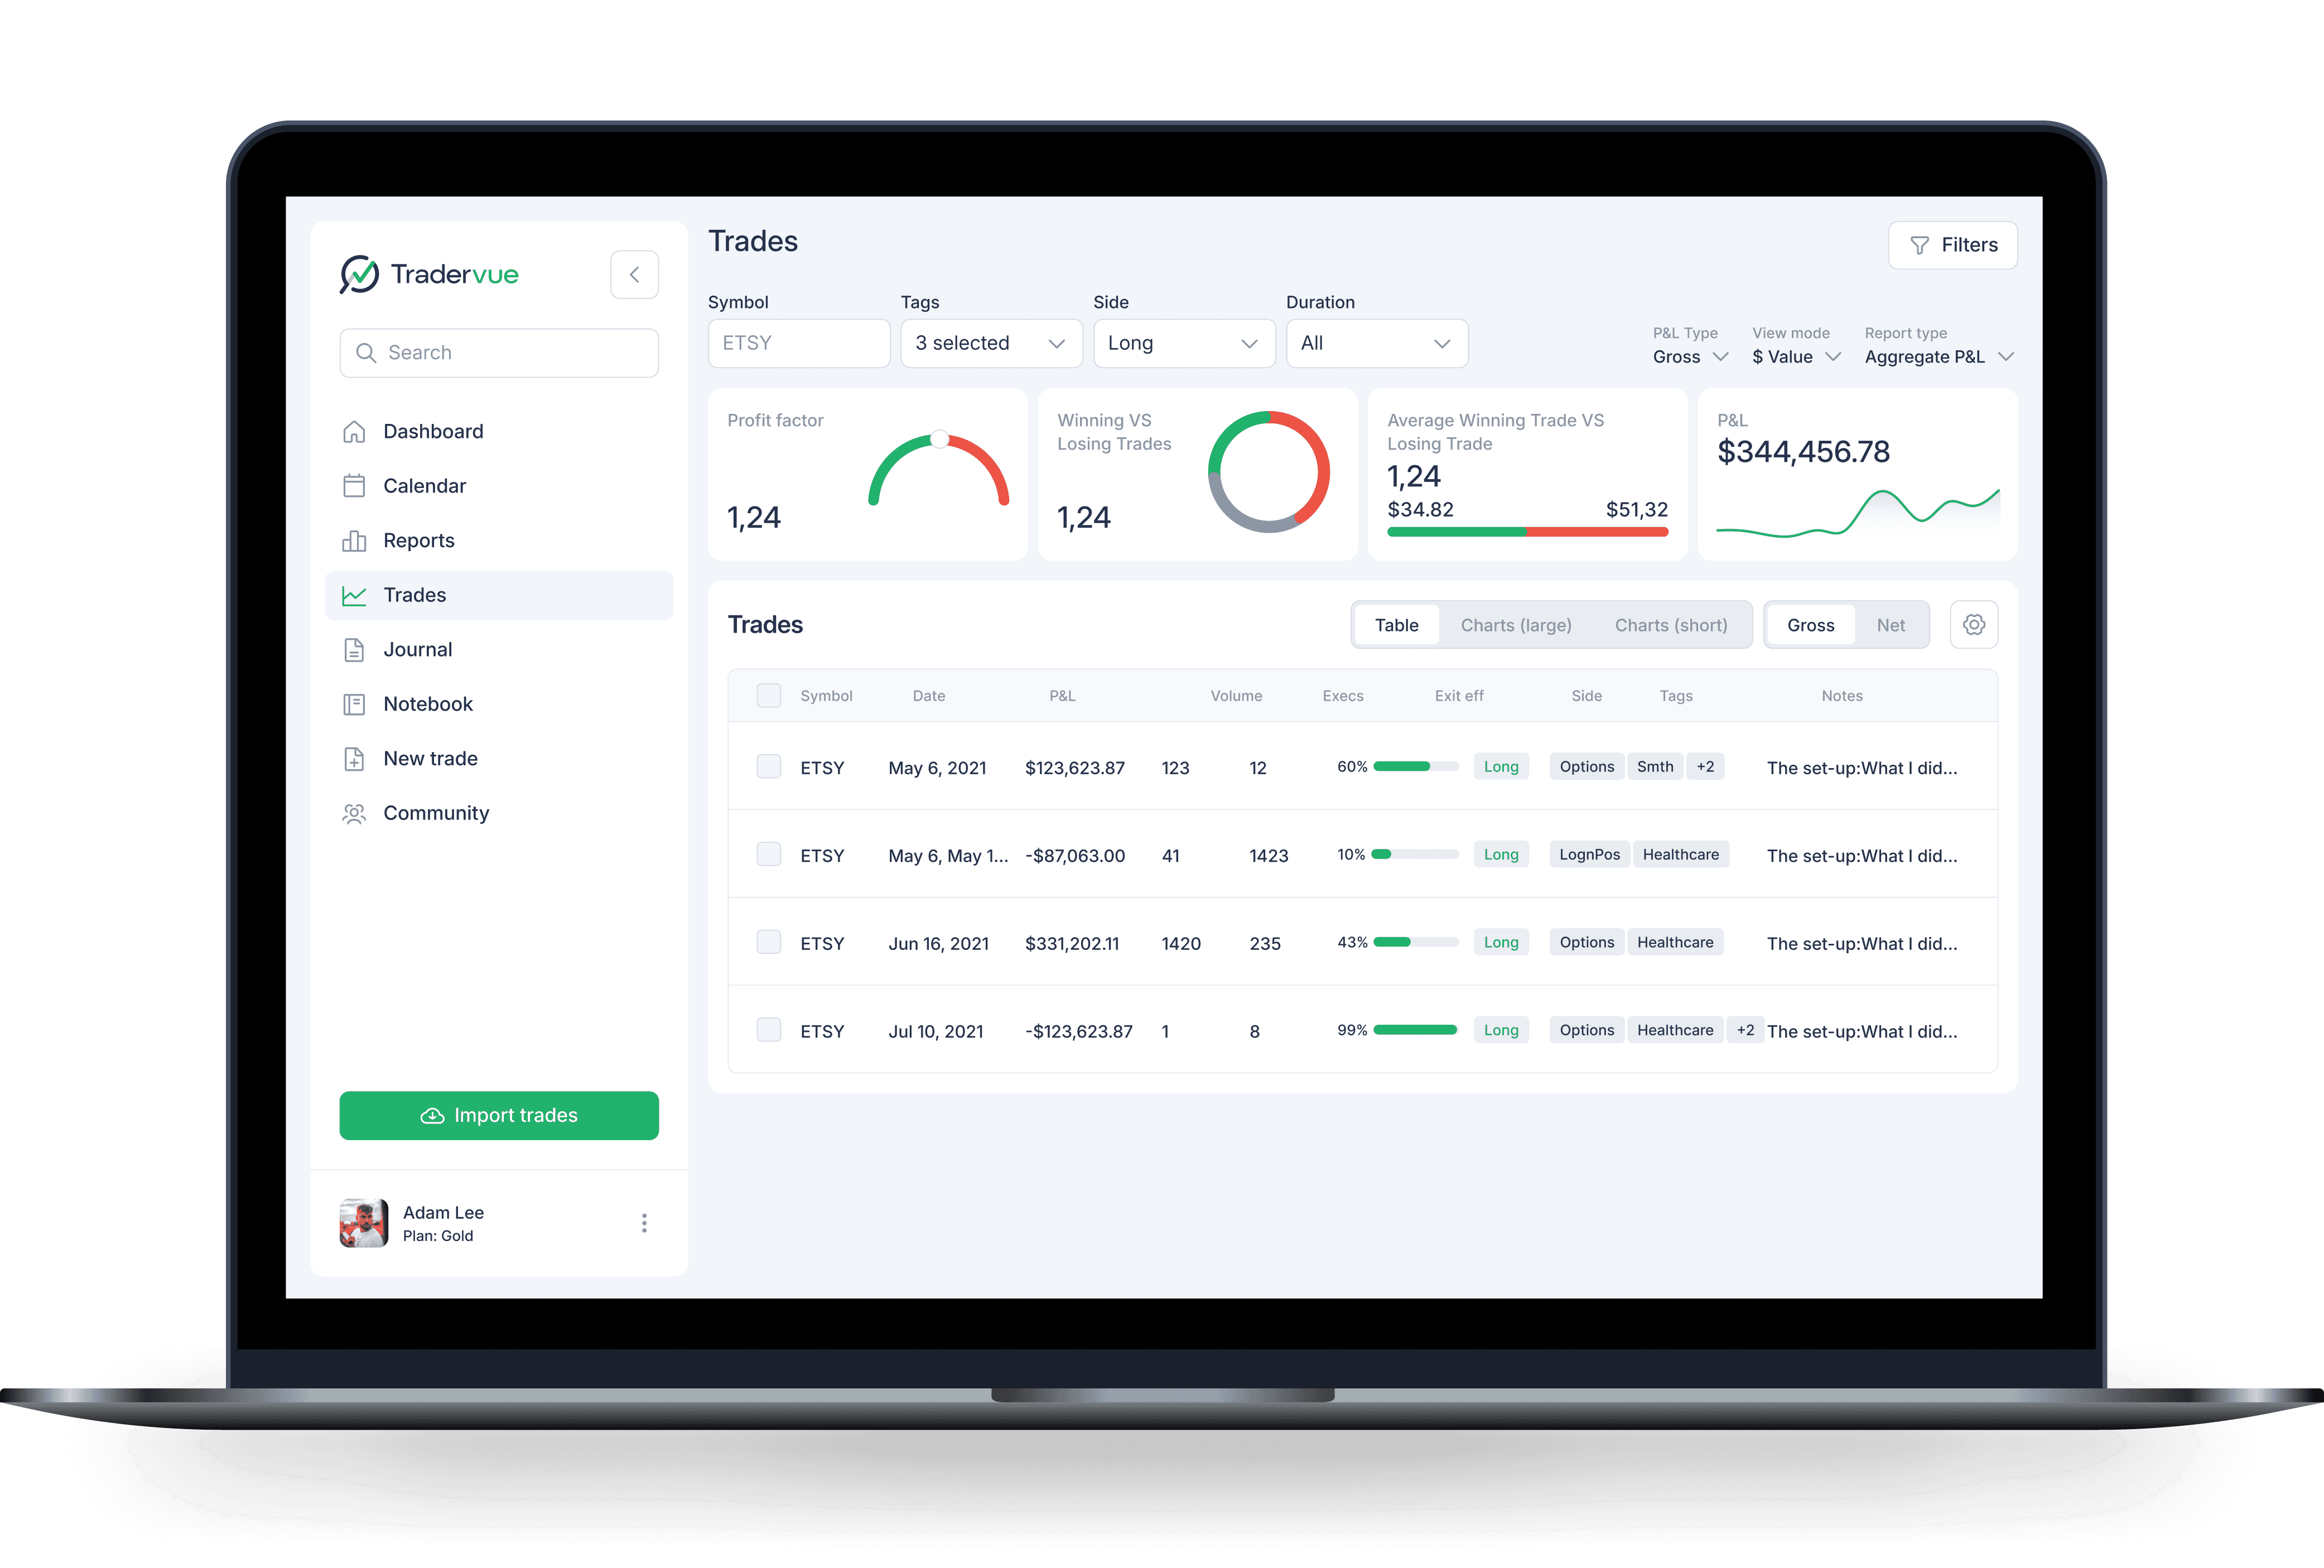 Tradervue
Search
Dashboard
Calendar
Reports
Trades
Journal
Notebook
New trade
Community
Import trades
Adam Lee
Plan: Gold
Trades
Filters
Symbol Tags Side Duration
ETSY 3 selected Long All
P&L Type View mode Report type
Gross $ Value Aggregate P&L
Profit factor
1,24
Winning VS
Losing Trades
1,24
Average Winning Trade VS
Losing Trade
1,24
$34.82 $51,32
P&L
$344,456.78
Trades
Table Charts (large) Charts (short) Gross Net
Symbol Date P&L Volume Execs Exit eff Side Tags Notes
ETSY May 6, 2021 $123,623.87 123 12 60% Long Options Smth +2 The set-up:What I did...
ETSY May 6, May 1... -$87,063.00 41 1423 10% Long LognPos Healthcare The set-up:What I did...
ETSY Jun 16, 2021 $331,202.11 1420 235 43% Long Options Healthcare The set-up:What I did...
ETSY Jul 10, 2021 -$123,623.87 1 8 99% Long Options Healthcare +2 The set-up:What I did...